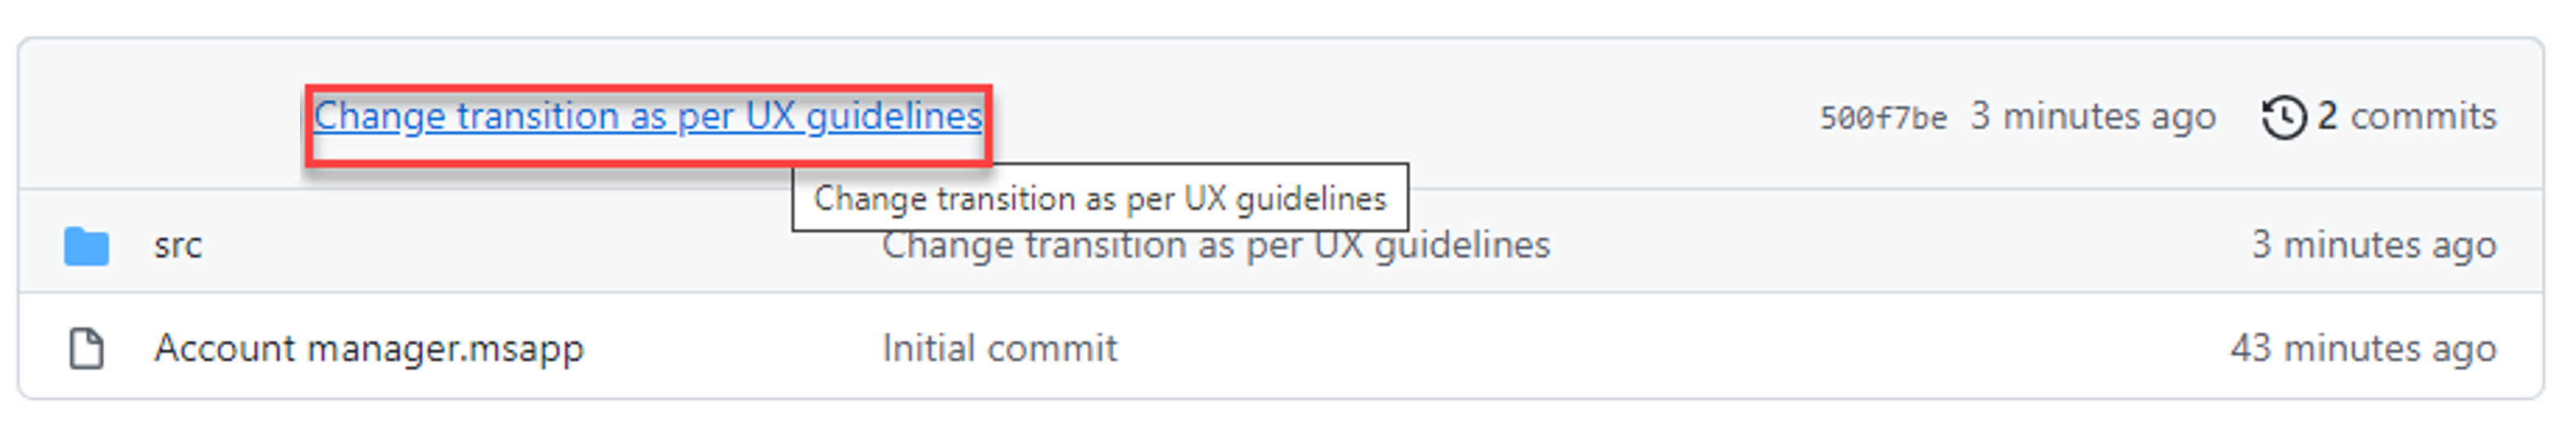 Change transition as per UX guidelines 500f7be 3 minutes ago 2 commits
Change transition as per UX guidelines
src Change transition as per UX guidelines 3 minutes ago
Account manager.msapp Initial commit 43 minutes ago